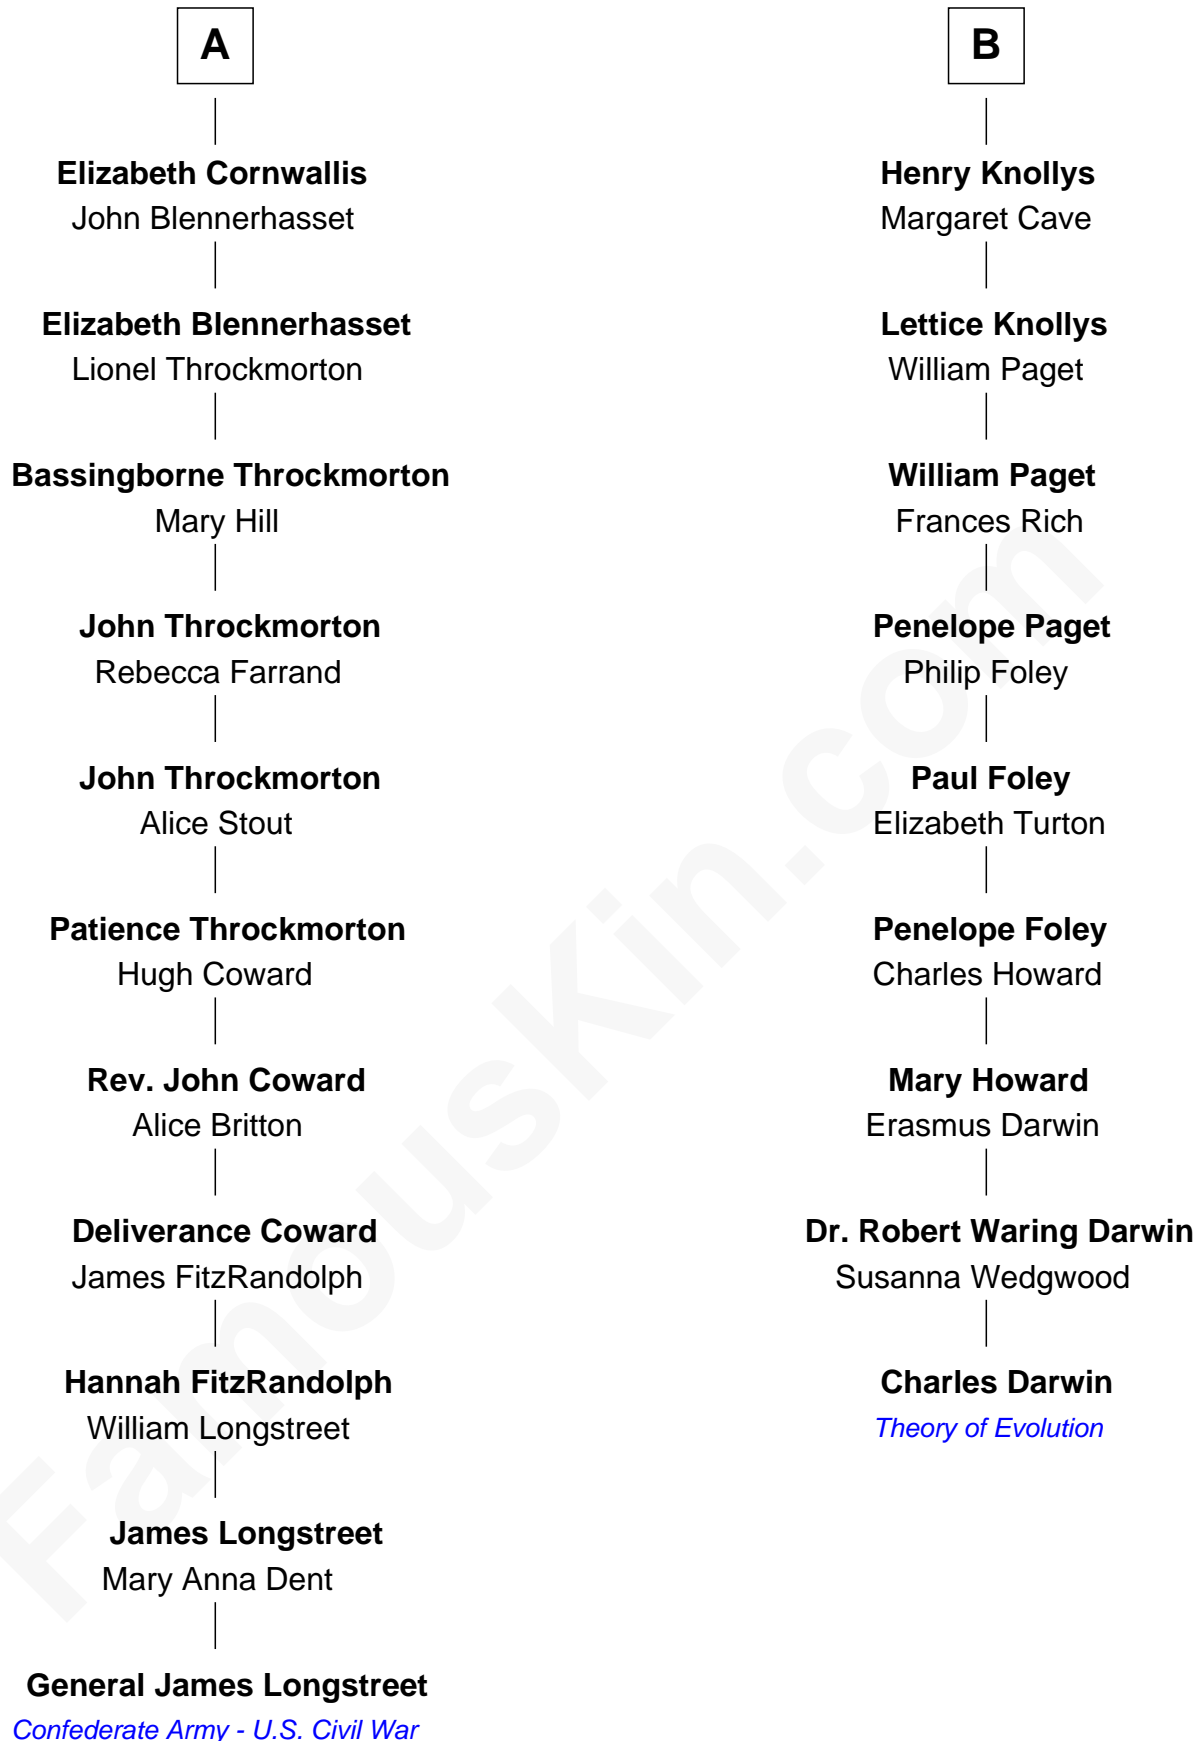 A
Elizabeth Cornwallis
John Blennerhasset
Elizabeth Blennerhasset
Lionel Throckmorton
Bassingborne Throckmorton
Mary Hill
John Throckmorton
Rebecca Farrand
John Throckmorton
Alice Stout
Patience Throckmorton
Hugh Coward
Rev. John Coward
Alice Britton
Deliverance Coward
James FitzRandolph
Hannah FitzRandolph
William Longstreet
James Longstreet
Mary Anna Dent
General James Longstreet
Confederate Army - U.S. Civil War
B
Henry Knollys
Margaret Cave
Lettice Knollys
William Paget
William Paget
Frances Rich
Penelope Paget
Philip Foley
Paul Foley
Elizabeth Turton
Penelope Foley
Charles Howard
Mary Howard
Erasmus Darwin
Dr. Robert Waring Darwin
Susanna Wedgwood
Charles Darwin
Theory of Evolution
FamousKin.com